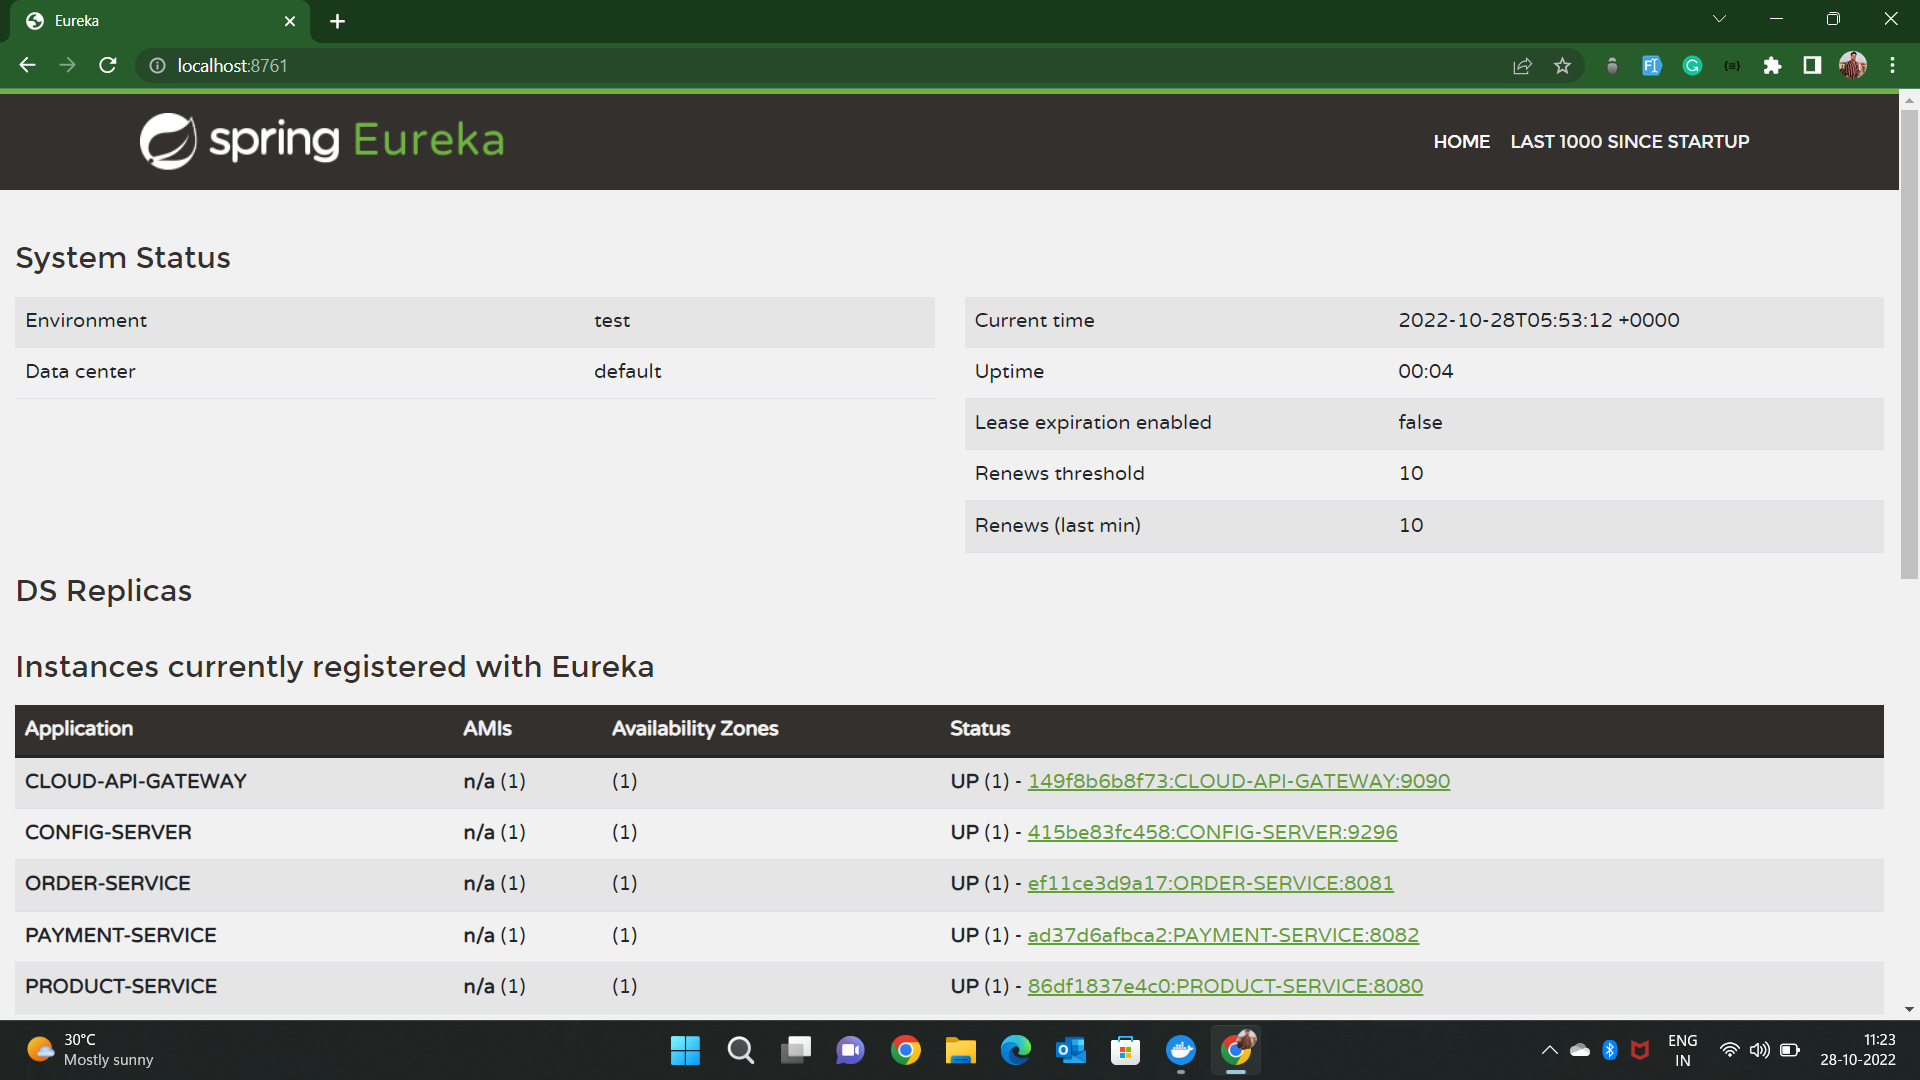 Eureka
localhost:8761
spring Eureka
HOME LAST 1000 SINCE STARTUP
System Status
Environment test
Data center default
Current time 2022-10-28T05:53:12 +0000
Uptime 00:04
Lease expiration enabled false
Renews threshold 10
Renews (last min) 10
DS Replicas
Instances currently registered with Eureka
Application AMIs Availability Zones Status
CLOUD-API-GATEWAY n/a (1) (1) UP (1) - 149f8b6b8f73:CLOUD-API-GATEWAY:9090
CONFIG-SERVER n/a (1) (1) UP (1) - 415be83fc458:CONFIG-SERVER:9296
ORDER-SERVICE n/a (1) (1) UP (1) - ef11ce3d9a17:ORDER-SERVICE:8081
PAYMENT-SERVICE n/a (1) (1) UP (1) - ad37d6afbca2:PAYMENT-SERVICE:8082
PRODUCT-SERVICE n/a (1) (1) UP (1) - 86df1837e4c0:PRODUCT-SERVICE:8080
30°C
Mostly sunny
ENG
IN
11:23
28-10-2022